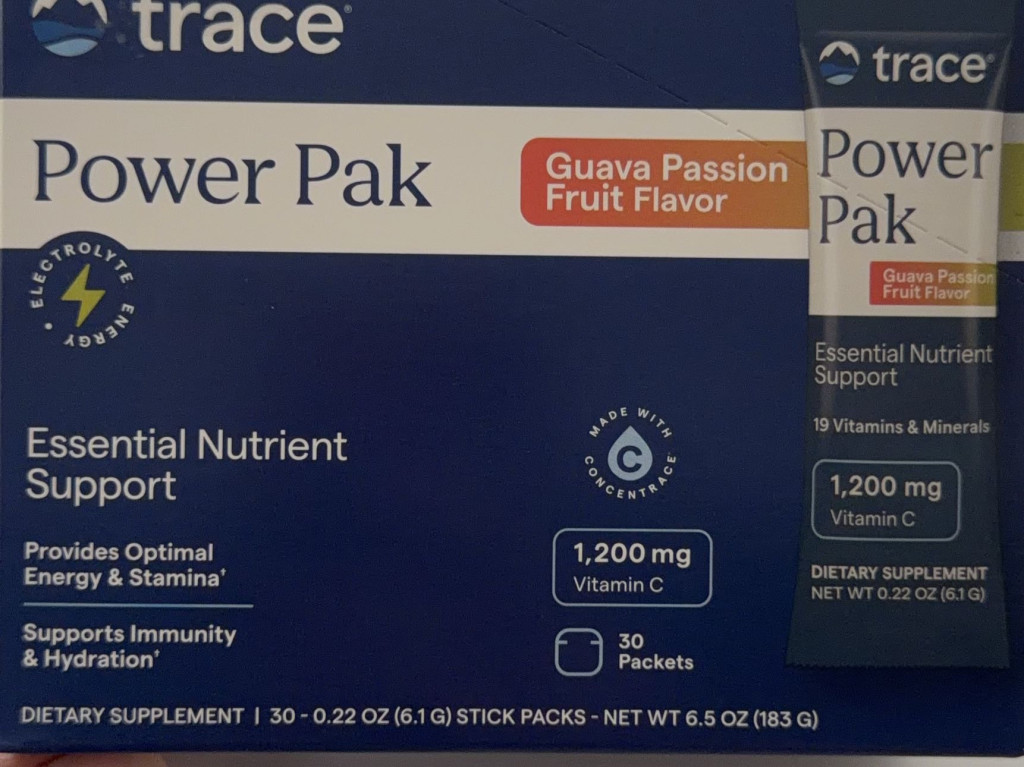 trace®
Power Pak
Guava Passion
Fruit Flavor
ELECTROLYTE ENERGY •
Essential Nutrient
Support
Provides Optimal
Energy & Stamina†
Supports Immunity
& Hydration†
MADE WITH
C
CONCENTRACE®
1,200 mg
Vitamin C
30
Packets
DIETARY SUPPLEMENT | 30 - 0.22 OZ (6.1 G) STICK PACKS - NET WT 6.5 OZ (183 G)
trace®
Power
Pak
Guava Passion
Fruit Flavor
Essential Nutrient
Support
19 Vitamins & Minerals
1,200 mg
Vitamin C
DIETARY SUPPLEMENT
NET WT 0.22 OZ (6.1 G)